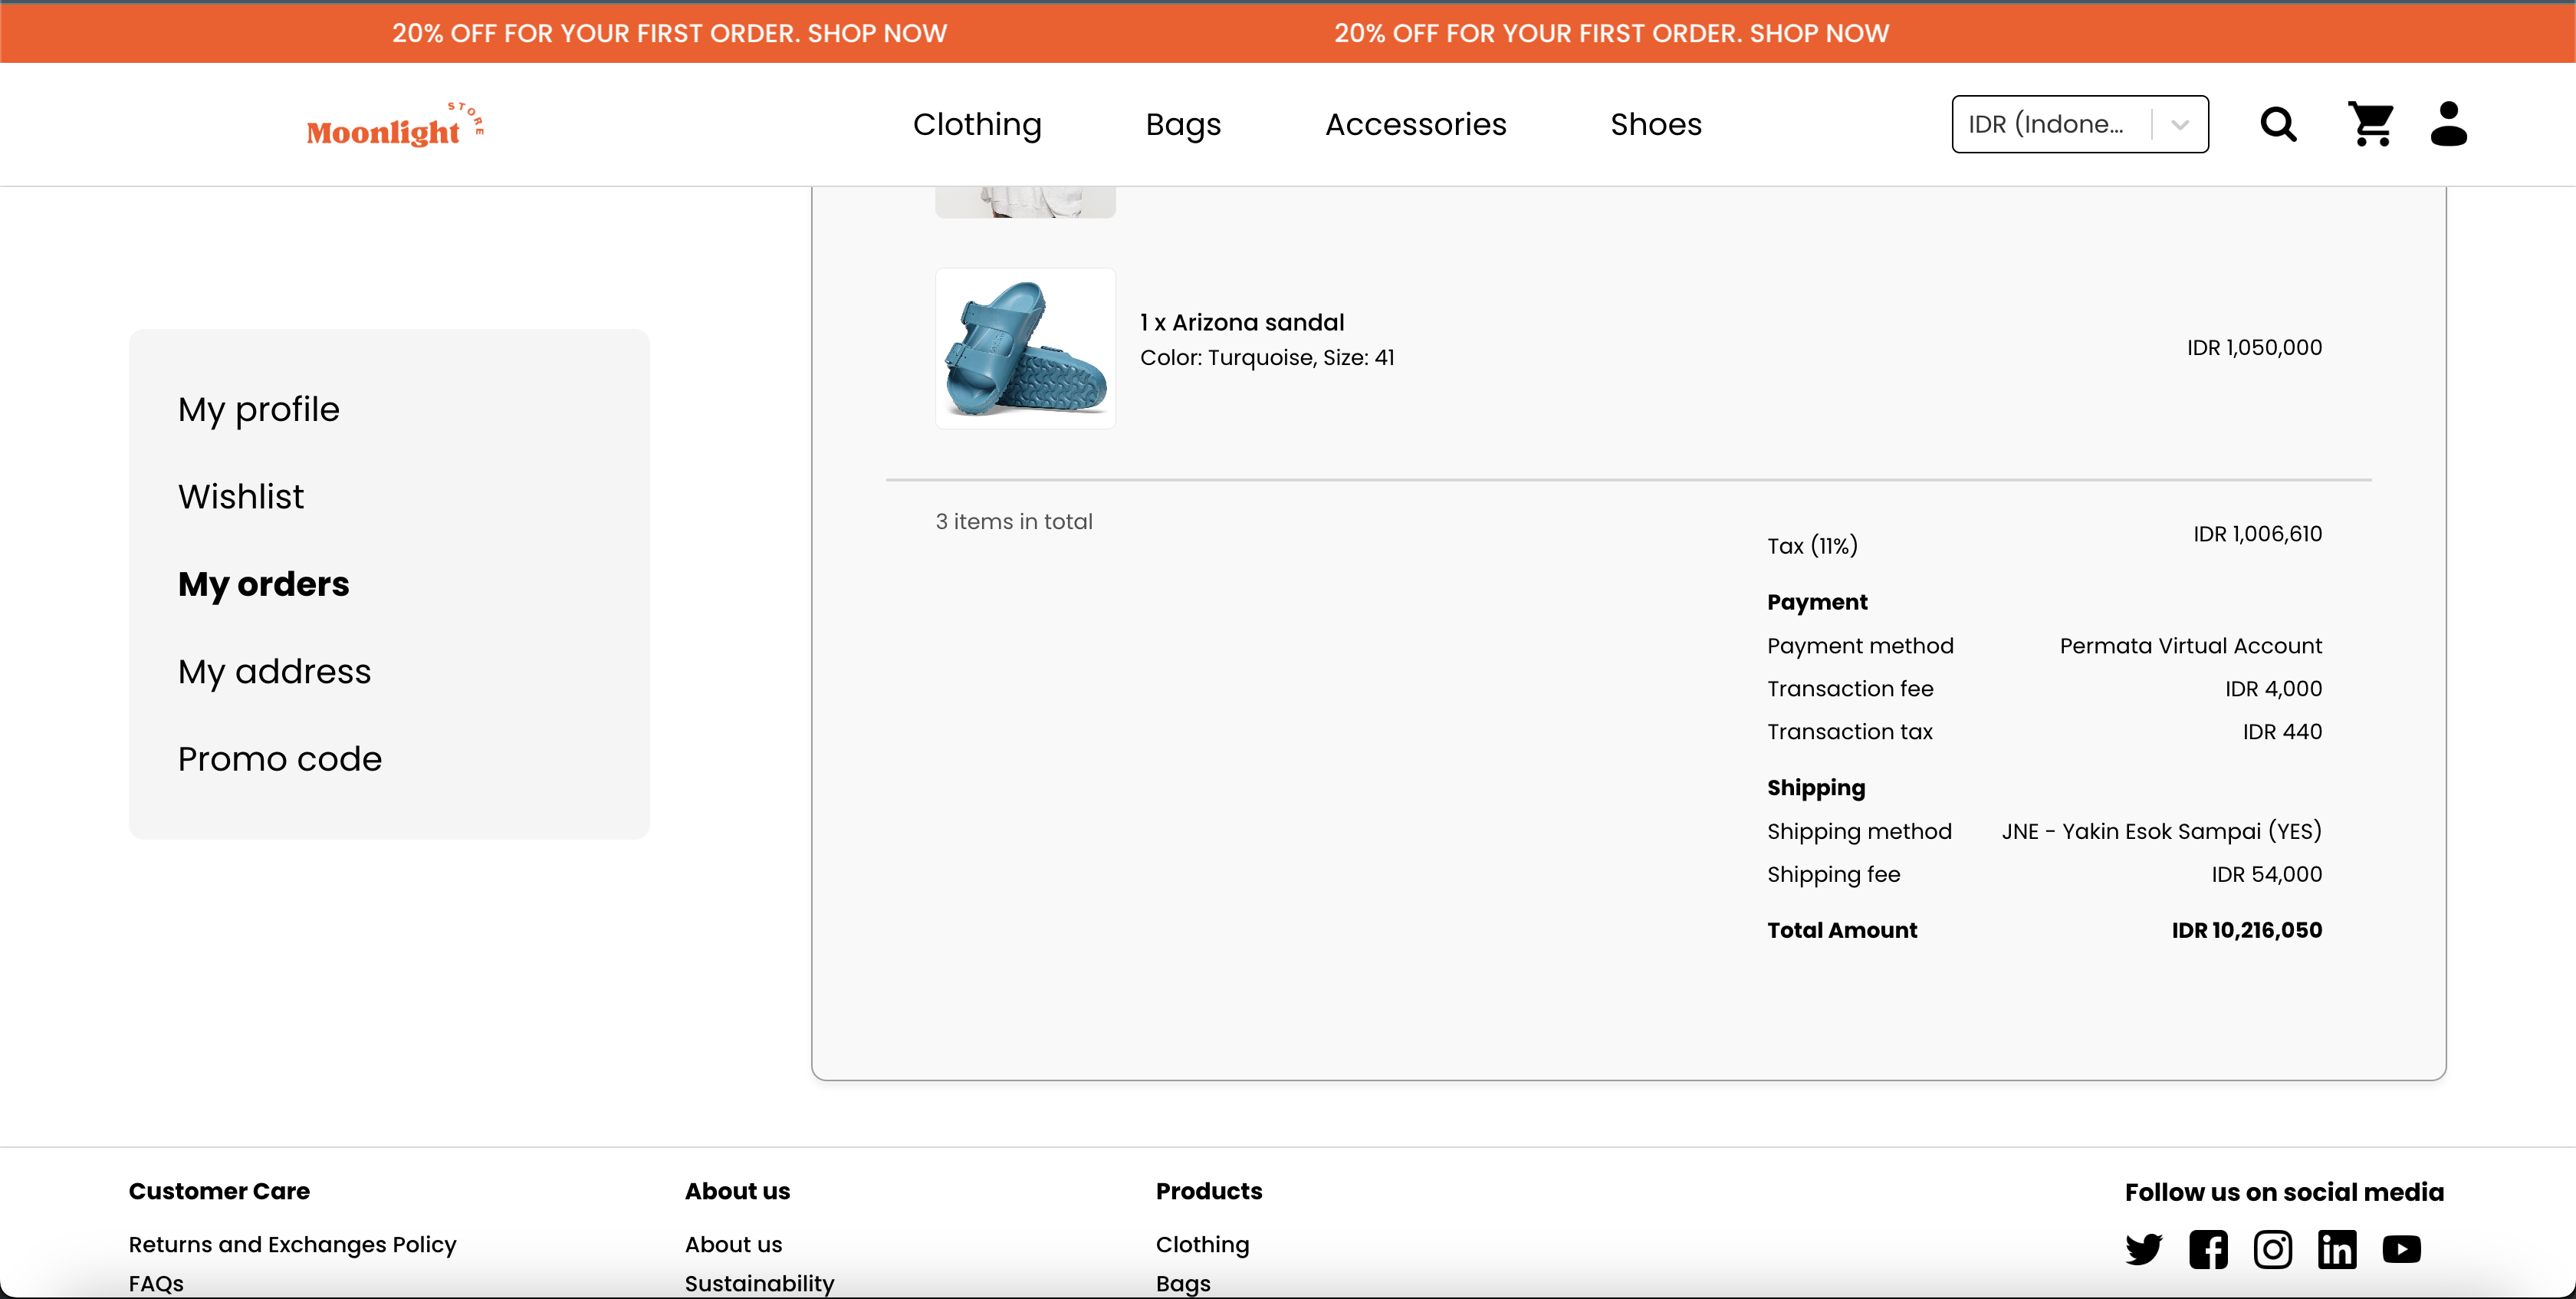 20% OFF FOR YOUR FIRST ORDER. SHOP NOW 20% OFF FOR YOUR FIRST ORDER. SHOP NOW
Moonlight STORE
Clothing Bags Accessories Shoes IDR (Indone...
1 x Arizona sandal
Color: Turquoise, Size: 41
IDR 1,050,000
My profile
Wishlist
My orders
My address
Promo code
3 items in total
Tax (11%) IDR 1,006,610
Payment
Payment method Permata Virtual Account
Transaction fee IDR 4,000
Transaction tax IDR 440
Shipping
Shipping method JNE - Yakin Esok Sampai (YES)
Shipping fee IDR 54,000
Total Amount IDR 10,216,050
Customer Care
Returns and Exchanges Policy
FAQs
About us
About us
Sustainability
Products
Clothing
Bags
Follow us on social media